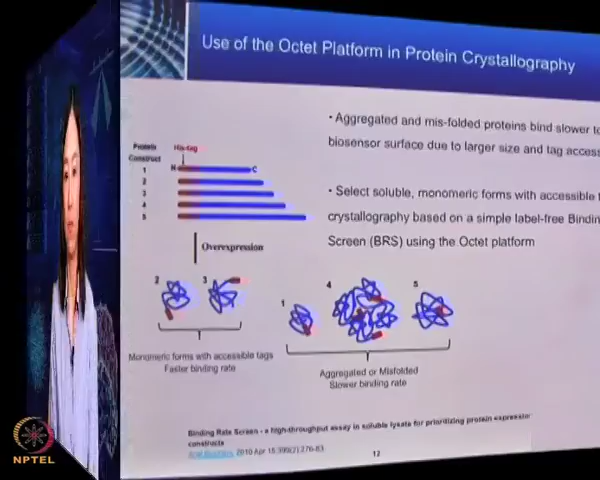 Use of the Octet Platform in Protein Crystallography
• Aggregated and mis-folded proteins bind slower to
biosensor surface due to larger size and tag access
• Select soluble, monomeric forms with accessible
crystallography based on a simple label-free Binding
Screen (BRS) using the Octet platform
Protein
Construct
His-tag
N C
1
2
3
4
5
Overexpression
2 3
1 4 5
Monomeric forms with accessible tags
Faster binding rate
Aggregated or Misfolded
Slower binding rate
Binding Rate Screen - a high-throughput assay in soluble lysate for prioritizing protein expression
constructs
2010 Apr 15;399(2):276-83.
12
NPTEL